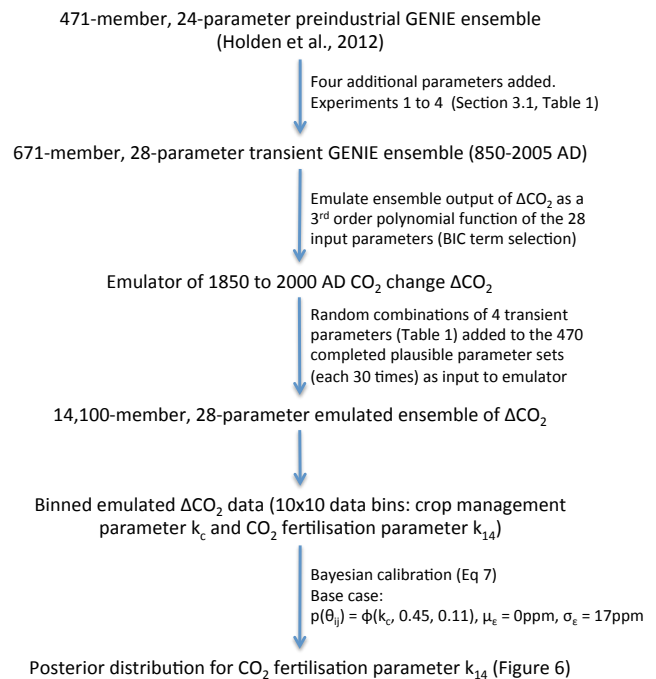 471-member, 24-parameter preindustrial GENIE ensemble
(Holden et al., 2012)
Four additional parameters added.
Experiments 1 to 4 (Section 3.1, Table 1)
671-member, 28-parameter transient GENIE ensemble (850-2005 AD)
Emulate ensemble output of ΔCO₂ as a
3ʳᵈ order polynomial function of the 28
input parameters (BIC term selection)
Emulator of 1850 to 2000 AD CO₂ change ΔCO₂
Random combinations of 4 transient
parameters (Table 1) added to the 470
completed plausible parameter sets
(each 30 times) as input to emulator
14,100-member, 28-parameter emulated ensemble of ΔCO₂
Binned emulated ΔCO₂ data (10x10 data bins: crop management
parameter k_c and CO₂ fertilisation parameter k₁₄)
Bayesian calibration (Eq 7)
Base case:
p(θ_ij) = ϕ(k_c, 0.45, 0.11), μ_ε = 0ppm, σ_ε = 17ppm
Posterior distribution for CO₂ fertilisation parameter k₁₄ (Figure 6)